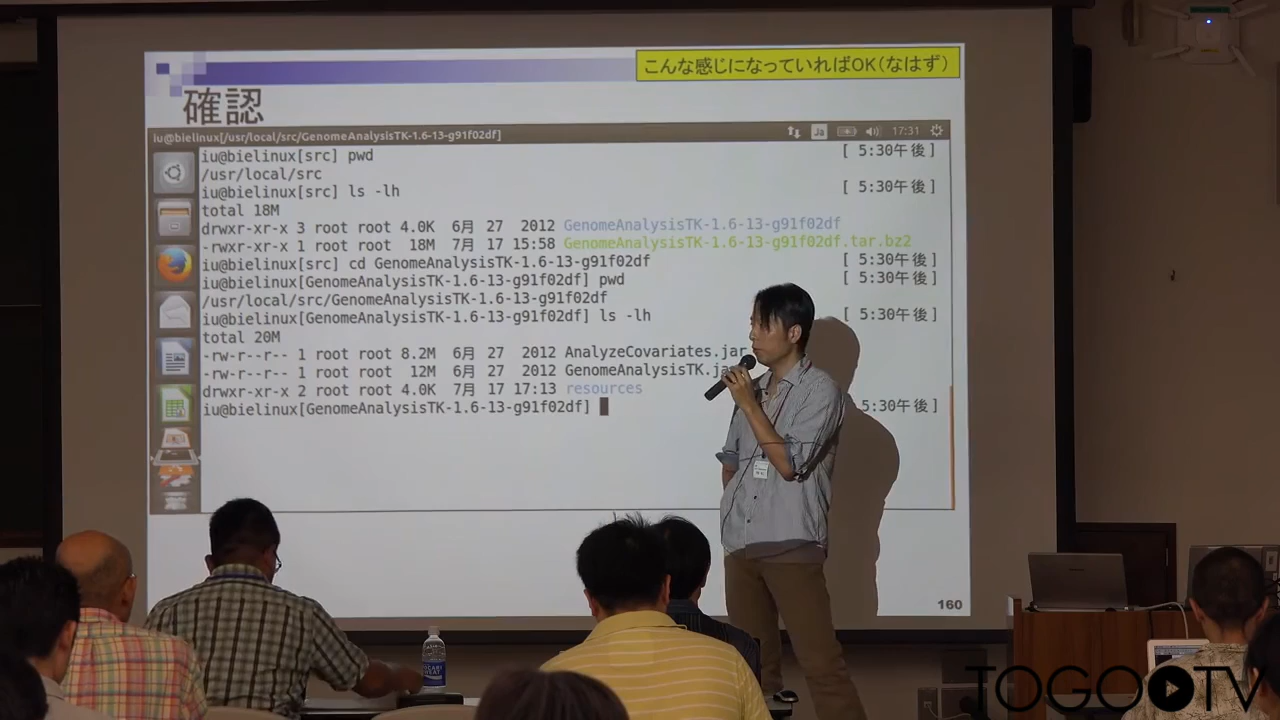 こんな感じになっていればOK(なはず)
確認
iu@bielinux[/usr/local/src/GenomeAnalysisTK-1.6-13-g91f02df]
Ja
17:31
iu@bielinux[src] pwd [ 5:30午後]
/usr/local/src
iu@bielinux[src] ls -lh [ 5:30午後]
total 18M
drwxr-xr-x 3 root root 4.0K 6月 27 2012 GenomeAnalysisTK-1.6-13-g91f02df
-rwxr-xr-x 1 root root 18M 7月 17 15:58 GenomeAnalysisTK-1.6-13-g91f02df.tar.bz2
iu@bielinux[src] cd GenomeAnalysisTK-1.6-13-g91f02df [ 5:30午後]
iu@bielinux[GenomeAnalysisTK-1.6-13-g91f02df] pwd [ 5:30午後]
/usr/local/src/GenomeAnalysisTK-1.6-13-g91f02df
iu@bielinux[GenomeAnalysisTK-1.6-13-g91f02df] ls -lh [ 5:30午後]
total 20M
-rw-r--r-- 1 root root 8.2M 6月 27 2012 AnalyzeCovariates.jar
-rw-r--r-- 1 root root 12M 6月 27 2012 GenomeAnalysisTK.ja
drwxr-xr-x 2 root root 4.0K 7月 17 17:13 resources
iu@bielinux[GenomeAnalysisTK-1.6-13-g91f02df] 5:30午後]
160
TOGOTV